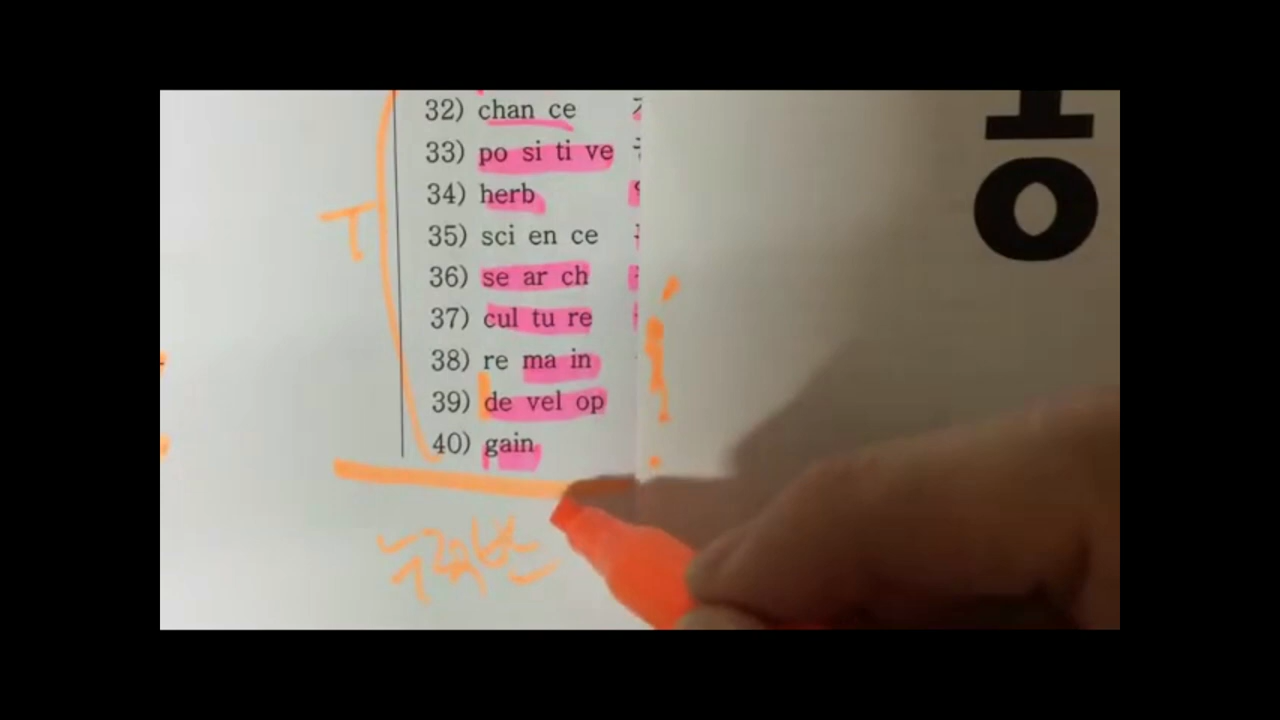 32) chan ce
33) po si ti ve
34) herb
35) sci en ce
36) se ar ch
37) cul tu re
38) re ma in
39) de vel op
40) gain